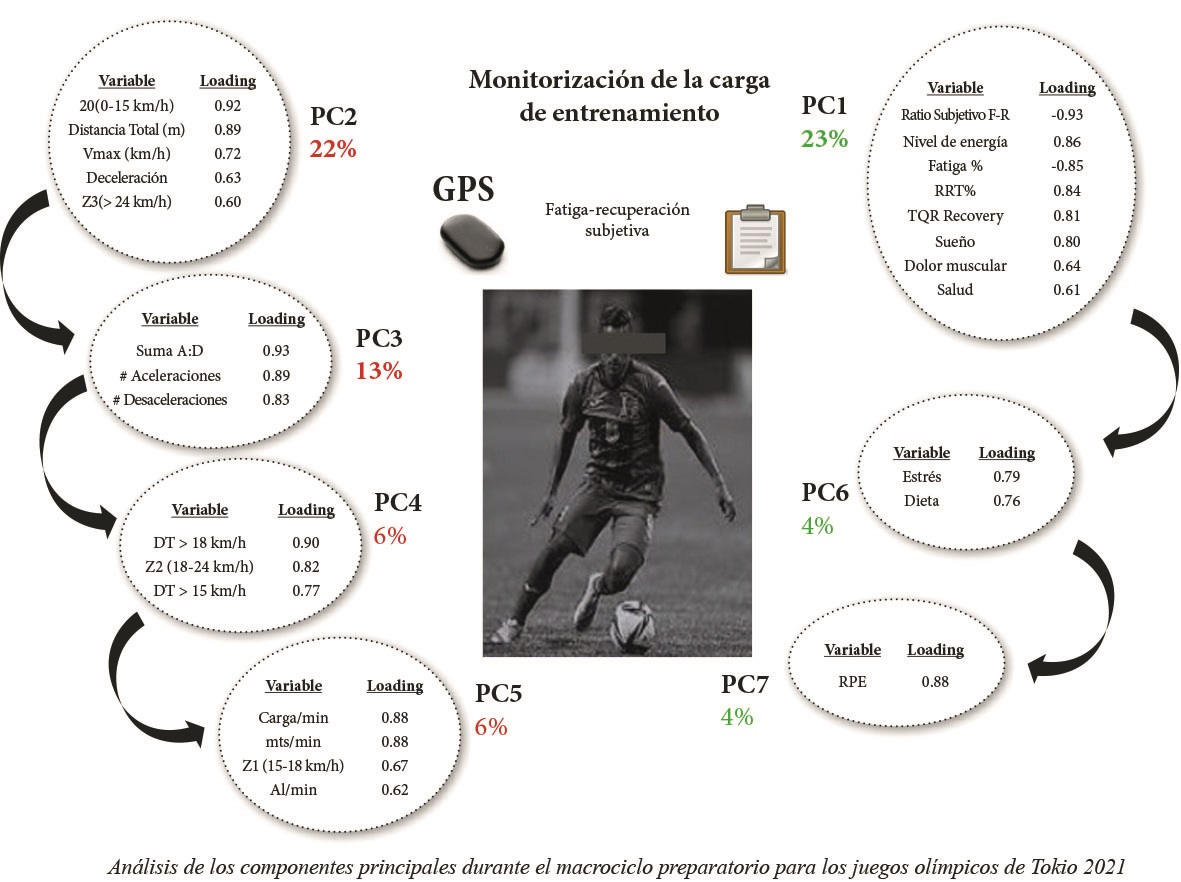 Monitorización de la carga
de entrenamiento
GPS
Fatiga-recuperación
subjetiva
PC1
23%
Variable Loading
Ratio Subjetivo F-R -0.93
Nivel de energía 0.86
Fatiga % -0.85
RRT% 0.84
TQR Recovery 0.81
Sueño 0.80
Dolor muscular 0.64
Salud 0.61
PC2
22%
Variable Loading
20(0-15 km/h) 0.92
Distancia Total (m) 0.89
Vmax (km/h) 0.72
Deceleración 0.63
Z3(> 24 km/h) 0.60
PC3
13%
Variable Loading
Suma A:D 0.93
# Aceleraciones 0.89
# Desaceleraciones 0.83
PC4
6%
Variable Loading
DT > 18 km/h 0.90
Z2 (18-24 km/h) 0.82
DT > 15 km/h 0.77
PC5
6%
Variable Loading
Carga/min 0.88
mts/min 0.88
Z1 (15-18 km/h) 0.67
Al/min 0.62
PC6
4%
Variable Loading
Estrés 0.79
Dieta 0.76
PC7
4%
Variable Loading
RPE 0.88
Análisis de los componentes principales durante el macrociclo preparatorio para los juegos olímpicos de Tokio 2021